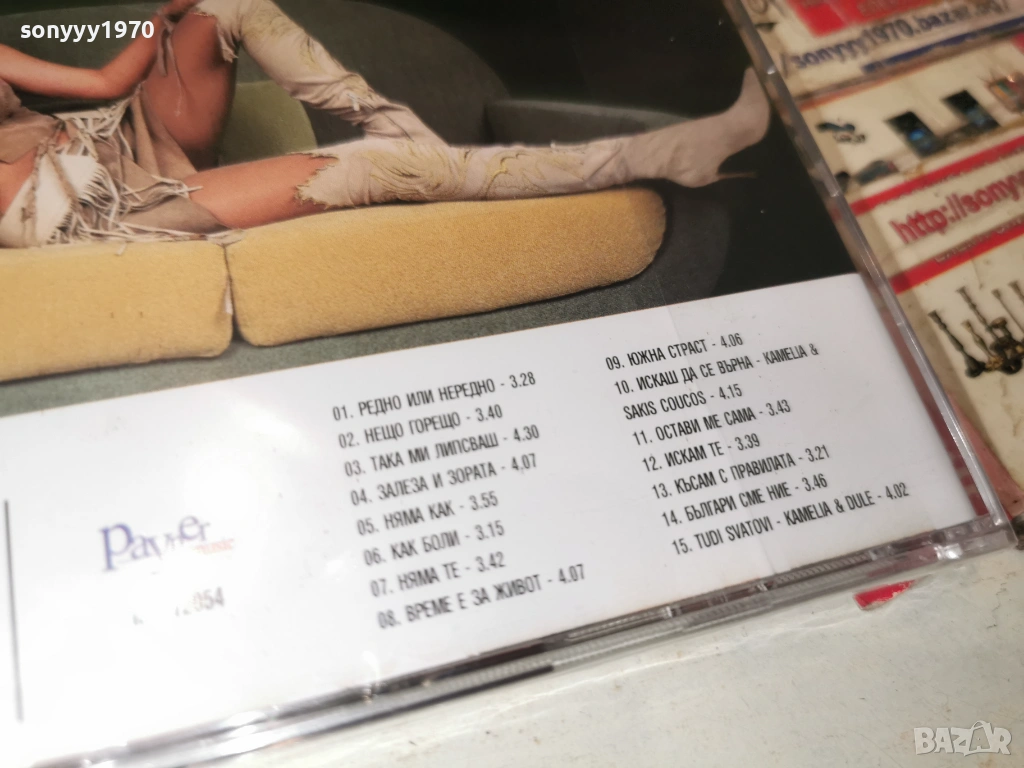 sonyyy1970
sonyyy1970.bazar.bg/
http://sony
01. РЕДНО ИЛИ НЕРЕДНО - 3.28
02. НЕЩО ГОРЕЩО - 3.40
03. ТАКА МИ ЛИПСВАШ - 4.30
04. ЗАЛЕЗА И ЗОРАТА - 4,07
05. НЯМА КАК - 3.55
06. КАК БОЛИ - 3.15
07. НЯМА ТЕ - 3.42
08. ВРЕМЕ Е ЗА ЖИВОТ - 4.07
09. ЮЖНА СТРАСТ - 4.06
10. ИСКАШ ДА СЕ ВЪРНА - KAMELIA &
SAKIS COUCOS - 4.15
11. ОСТАВИ МЕ САМА - 3.43
12. ИСКАМ ТЕ - 3.39
13. КЪСАМ С ПРАВИЛАТА - 3.21
14. БЪЛГАРИ СМЕ НИЕ - 3.46
15. TUDI SVATOVI - KAMELIA & DULE - 4.02
Payner
music
BAZAR